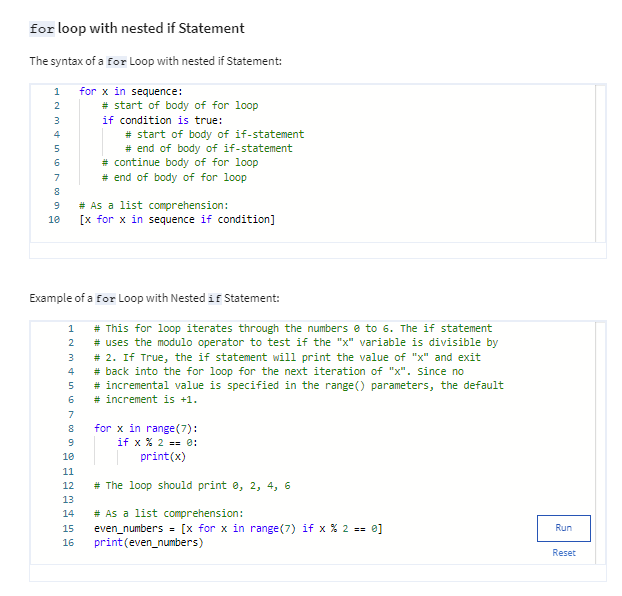 for loop with nested if Statement
The syntax of a for Loop with nested if Statement:
1 for x in sequence:
2     # start of body of for loop
3     if condition is true:
4         # start of body of if-statement
5         # end of body of if-statement
6     # continue body of for loop
7     # end of body of for loop
8
9 # As a list comprehension:
10 [x for x in sequence if condition]
Example of a for Loop with Nested if Statement:
1 # This for loop iterates through the numbers 0 to 6. The if statement
2 # uses the modulo operator to test if the "x" variable is divisible by
3 # 2. If True, the if statement will print the value of "x" and exit
4 # back into the for loop for the next iteration of "x". Since no
5 # incremental value is specified in the range() parameters, the default
6 # increment is +1.
7
8 for x in range(7):
9     if x % 2 == 0:
10         print(x)
11
12 # The loop should print 0, 2, 4, 6
13
14 # As a list comprehension:
15 even_numbers = [x for x in range(7) if x % 2 == 0]
16 print(even_numbers)
Run
Reset